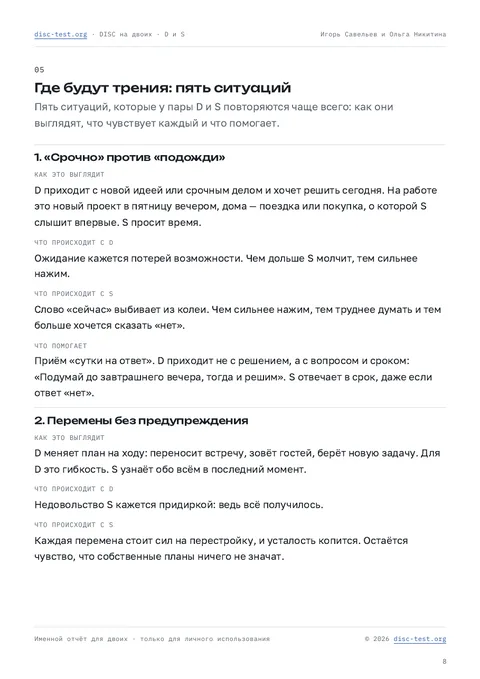 disc-test.org · DISC на двоих · D и S
Игорь Савельев и Ольга Никитина
05
Где будут трения: пять ситуаций
Пять ситуаций, которые у пары D и S повторяются чаще всего: как они
выглядят, что чувствует каждый и что помогает.
1. «Срочно» против «подожди»
КАК ЭТО ВЫГЛЯДИТ
D приходит с новой идеей или срочным делом и хочет решить сегодня. На работе
это новый проект в пятницу вечером, дома — поездка или покупка, о которой S
слышит впервые. S просит время.
ЧТО ПРОИСХОДИТ С D
Ожидание кажется потерей возможности. Чем дольше S молчит, тем сильнее
нажим.
ЧТО ПРОИСХОДИТ С S
Слово «сейчас» выбивает из колеи. Чем сильнее нажим, тем труднее думать и тем
больше хочется сказать «нет».
ЧТО ПОМОГАЕТ
Приём «сутки на ответ». D приходит не с решением, а с вопросом и сроком:
«Подумай до завтрашнего вечера, тогда и решим». S отвечает в срок, даже если
ответ «нет».
2. Перемены без предупреждения
КАК ЭТО ВЫГЛЯДИТ
D меняет план на ходу: переносит встречу, зовёт гостей, берёт новую задачу. Для
D это гибкость. S узнаёт обо всём в последний момент.
ЧТО ПРОИСХОДИТ С D
Недовольство S кажется придиркой: ведь всё получилось.
ЧТО ПРОИСХОДИТ С S
Каждая перемена стоит сил на перестройку, и усталость копится. Остаётся
чувство, что собственные планы ничего не значат.
Именной отчёт для двоих · только для личного использования
© 2026 disc-test.org
8